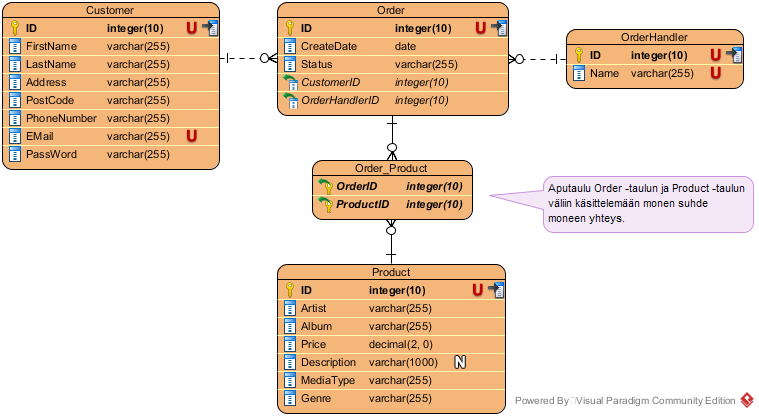 Customer
ID integer(10) U
FirstName varchar(255)
LastName varchar(255)
Address varchar(255)
PostCode varchar(255)
PhoneNumber varchar(255)
EMail varchar(255) U
PassWord varchar(255)
Order
ID integer(10) U
CreateDate date
Status varchar(255)
CustomerID integer(10)
OrderHandlerID integer(10)
OrderHandler
ID integer(10) U
Name varchar(255) U
Order_Product
OrderID integer(10)
ProductID integer(10)
Aputaulu Order -taulun ja Product -taulun
väliin käsittelemään monen suhde
moneen yhteys.
Product
ID integer(10) U
Artist varchar(255)
Album varchar(255)
Price decimal(2, 0)
Description varchar(1000) N
MediaType varchar(255)
Genre varchar(255)
Powered By Visual Paradigm Community Edition